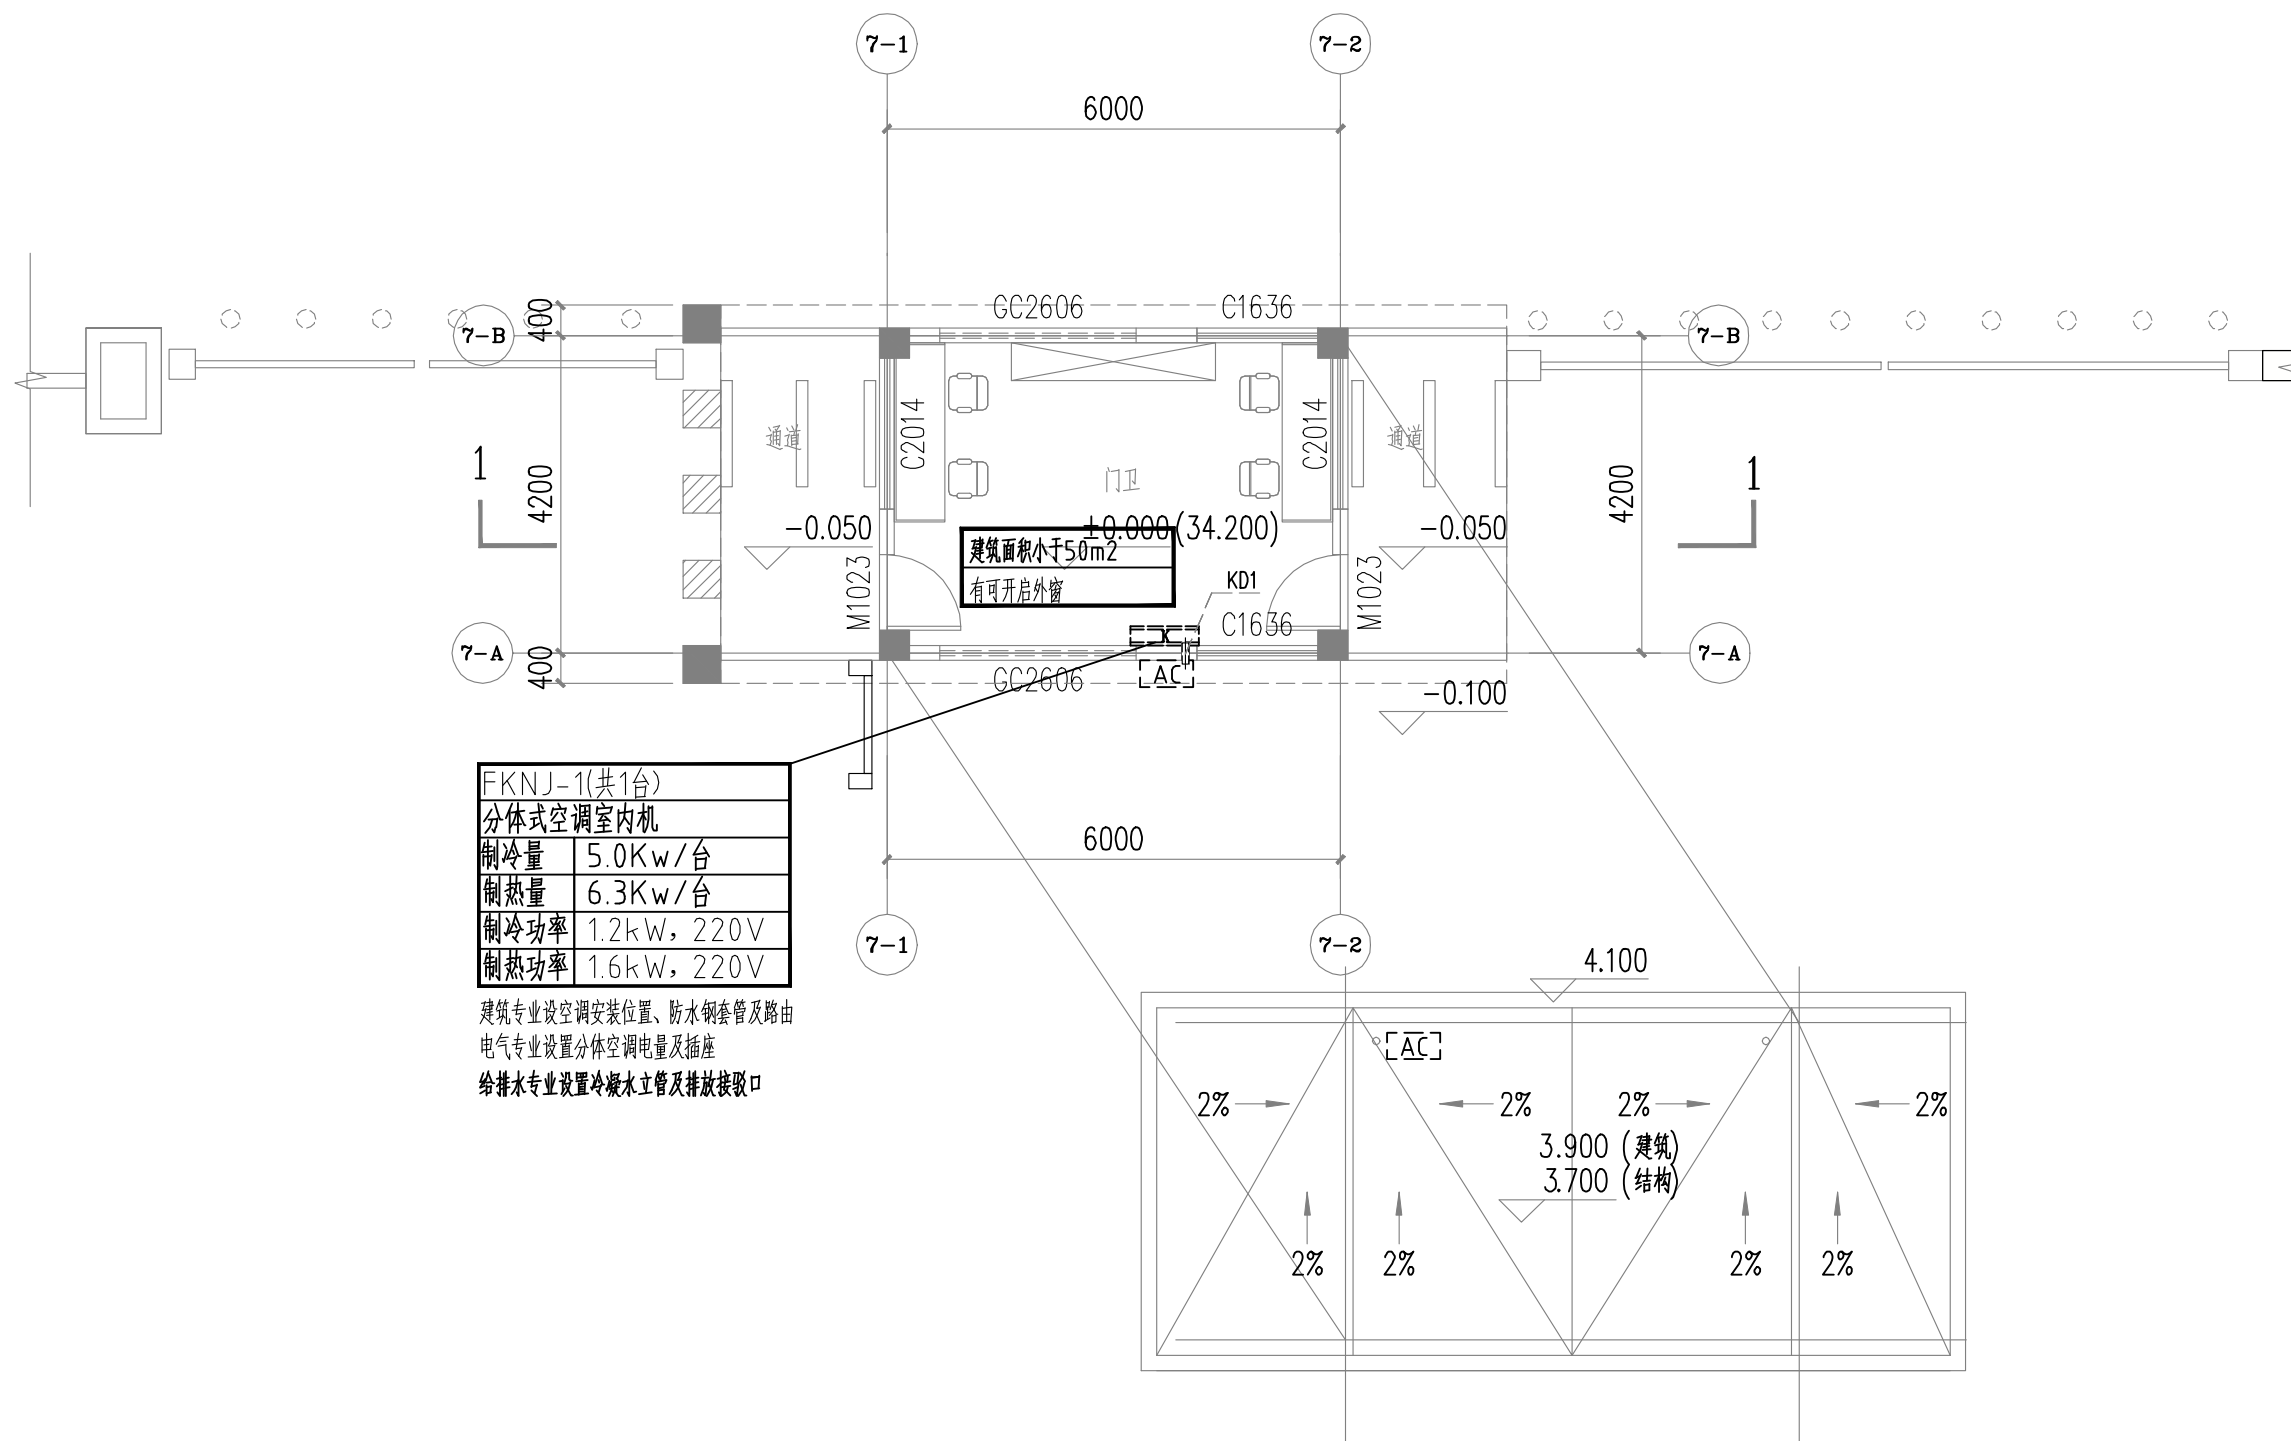 7-1
7-2
6000
400
GC2606
C1636
7-B
7-B
C2014
C2014
通道
通道
门卫
1
1
4200
4200
-0.050
±0.000(34.200)
-0.050
建筑面积小于50m2
有可开启外窗
KD1
M1023
M1023
C1636
K
7-A
7-A
400
GC2606
AC
-0.100
FKNJ-1(共1台)
分体式空调室内机
制冷量 5.0Kw/台
制热量 6.3Kw/台
制冷功率 1.2kW, 220V
制热功率 1.6kW, 220V
6000
7-1
7-2
建筑专业设空调安装位置、防水钢套管及路由
电气专业设置分体空调电量及插座
给排水专业设置冷凝水立管及排放接驳口
4.100
AC
2%
2%
2%
2%
3.900 (建筑)
3.700 (结构)
2%
2%
2%
2%